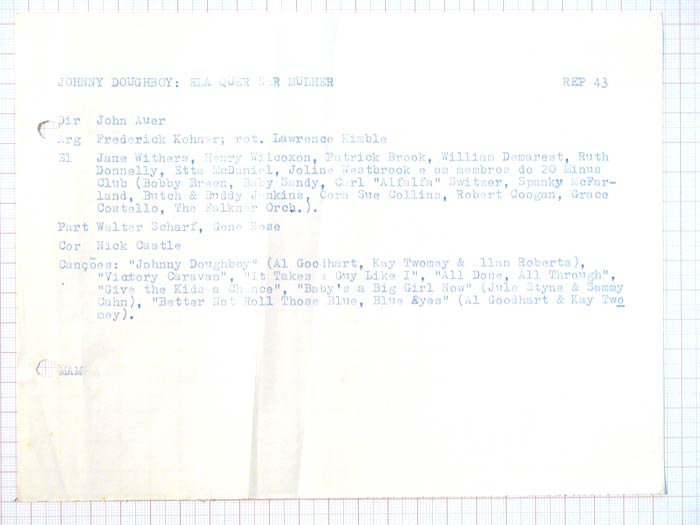 JOHNNY DOUGHBOY: ELA QUER SER MULHER REP 43
Dir John Auer
Arg Frederick Kohner; rot. Lawrence Kimble
El Jane Withers, Henry Wilcoxon, Patrick Brook, William Demarest, Ruth
Donnelly, Etta McDaniel, Joline Westbrook e os membros do 20 Minus
Club (Bobby Breen, Baby Sandy, Carl "Alfalfa" Switzer, Spanky McFar-
land, Butch & Buddy Jenkins, Cora Sue Collins, Robert Coogan, Grace
Costello, The Falkner Orch.).
Part Walter Scharf, Gene Rose
Cor Nick Castle
Canções: "Johnny Doughboy" (Al Goodhart, Kay Twomey & Allan Roberts),
"Victory Caravan", "It Takes a Guy Like I", "All Done, All Through",
"Give the Kids a Chance", "Baby's a Big Girl Now" (Jule Styne & Sammy
Cahn), "Better Not Roll Those Blue, Blue Eyes" (Al Goodhart & Kay Two
mey).
MAM